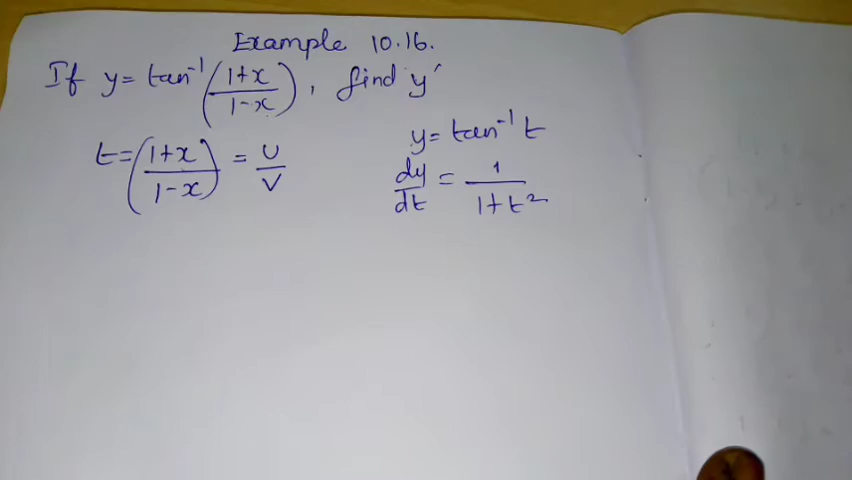 Example 10.16.
If y = tan⁻¹((1+x)/(1-x)), find y′
t = ((1+x)/(1-x)) = U/V
y = tan⁻¹ t
dy/dt = 1/(1+t²)